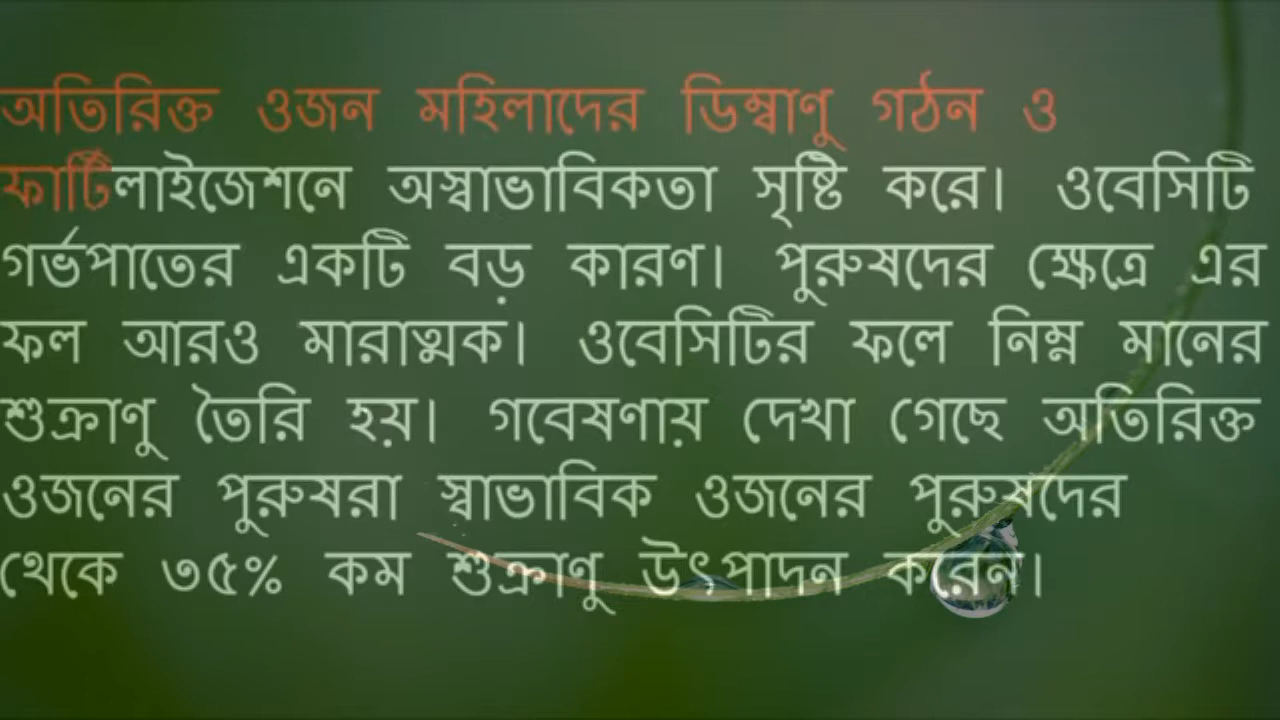 অতিরিক্ত ওজন মহিলাদের ডিম্বাণু গঠন ও
ফার্টিলাইজেশনে অস্বাভাবিকতা সৃষ্টি করে। ওবেসিটি
গর্ভপাতের একটি বড় কারণ। পুরুষদের ক্ষেত্রে এর
ফল আরও মারাত্মক। ওবেসিটির ফলে নিম্ন মানের
শুক্রাণু তৈরি হয়। গবেষণায় দেখা গেছে অতিরিক্ত
ওজনের পুরুষরা স্বাভাবিক ওজনের পুরুষদের
থেকে ৩৫% কম শুক্রাণু উৎপাদন করেন।